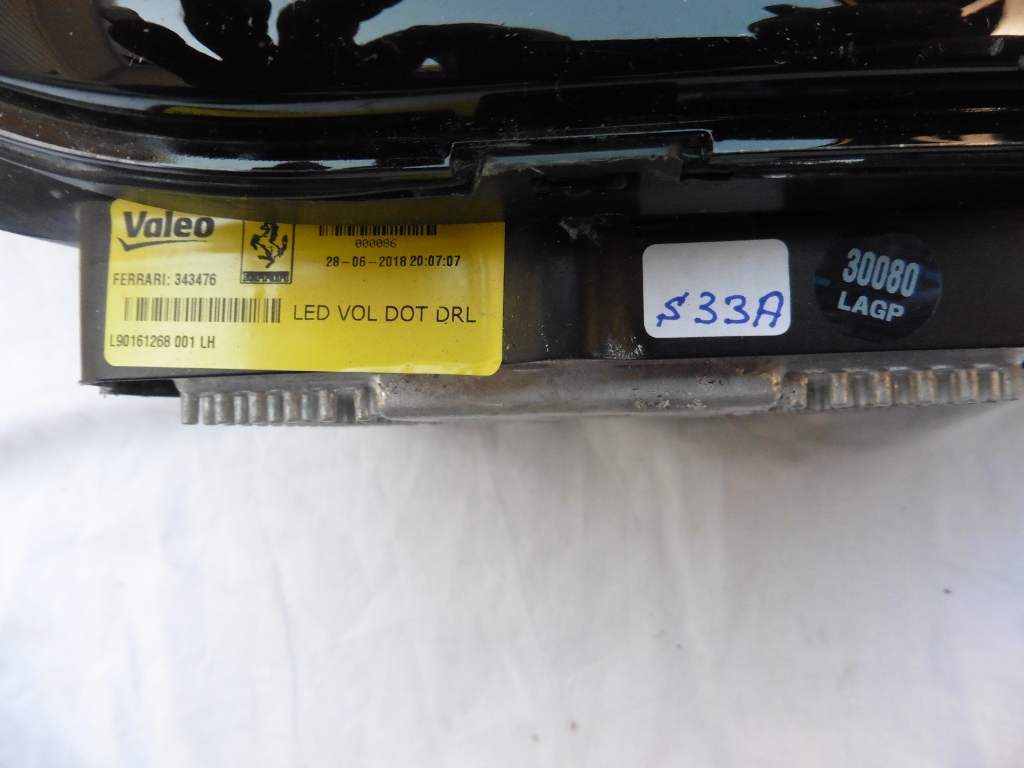 Valeo
000086
28-06-2018 20:07:07
FERRARI: 343476
LED VOL DOT DRL
L90161268 001 LH
S33A
30080
LAGP